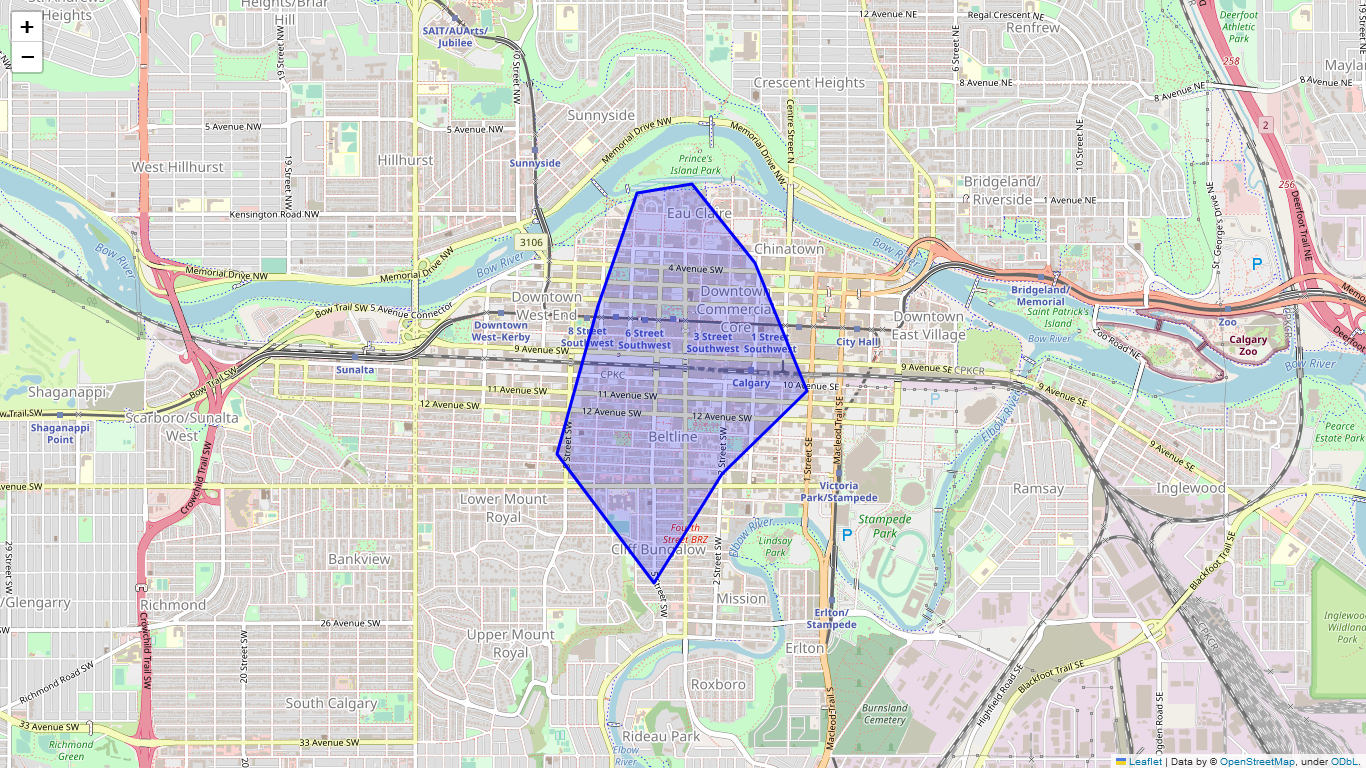 +
−
St Andrews
Heights
Heights/Briar
Hill
SAIT/AUArts/
Jubilee
12 Avenue NE
Regal Crescent NE
Renfrew
Deerfoot
Athletic
Park
258
19 Street NW
10 Street NW
Crescent Heights
6 Street NE
8 Avenue NE
8 Avenue NE
8 Avenue NE
5 Avenue NW
5 Avenue NW
Sunnyside
Memorial Drive NW
Memorial Drive NW
Centre Street N
10 Street NE
2
West Hillhurst
19 Street NW
Hillhurst
Sunnyside
Prince's
Island Park
Bridgeland/
Riverside
1 Avenue NE
256
Deerfoot Trail NE
St. George's Drive NE
Kensington Road NW
Eau Claire
3106
Chinatown
Bow River
Bow River
Bow River
Memorial Drive NW
Memorial Drive NW
4 Avenue SW
P
Bow Trail SW
5 Avenue Connector
Downtown
West End
Downtown
Commercial
Core
Bridgeland/
Memorial
Saint Patrick's
Island
Bow River
Zoo
Downtown
West–Kerby
8 Street
Southwest
6 Street
Southwest
3 Street
Southwest
1 Street
Southwest
City Hall
Downtown
East Village
Zoo Road NE
Calgary
Zoo
Bow River
9 Avenue SW
Sunalta
CPKC
Calgary
10 Avenue SE
9 Avenue SE
CPKCR
9 Avenue SE
Bow Trail SW
Shaganappi
11 Avenue SW
11 Avenue SW
12 Avenue SW
12 Avenue SW
12 Avenue SW
P
Bow Trail SW
Shaganappi
Point
Scarboro/Sunalta
West
Beltline
2 Street SW
1 Street SE
Macleod Trail SE
Elbow River
9 Avenue SE
Pearce
Estate Park
Crowchild Trail SW
Lower Mount
Royal
Victoria
Park/Stampede
Ramsay
Inglewood
Stampede
Park
P
Fourth
Street BRZ
Cliff Bungalow
Elbow River
Lindsay
Park
2 Street SW
29 Street SW
Bankview
5 Street SW
Mission
Blackfoot Trail SE
/Glengarry
Richmond
Crowchild Trail SW
26 Avenue SW
Erlton/
Stampede
Inglewood
Wildland
Park
CPKCR
20 Street SW
Upper Mount
Royal
Erlton
Blackfoot Trail SE
Richmond Road SW
Roxboro
Highfield Road SE
Ogden Road SE
South Calgary
Burnsland
Cemetery
Macleod Trail S
33 Avenue SW
33 Avenue SW
Richmond
Green
Rideau Park
Elbow
River
Leaflet | Data by © OpenStreetMap, under ODbL.